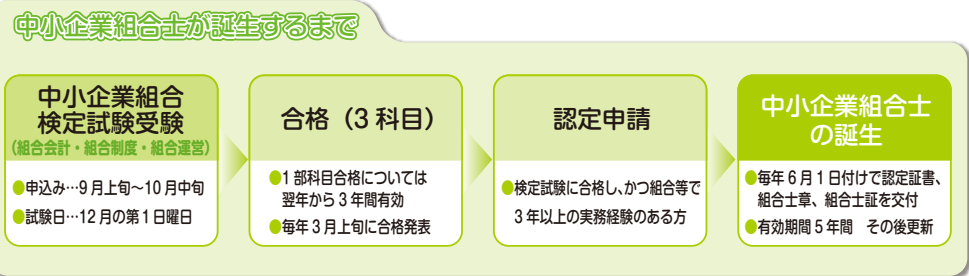 中小企業組合士が誕生するまで
中小企業組合
検定試験受験
(組合会計・組合制度・組合運営)
●申込み…9月上旬〜10月中旬
●試験日…12月の第1日曜日
合格(3科目)
●1部科目合格については
翌年から3年間有効
●毎年3月上旬に合格発表
認定申請
●検定試験に合格し、かつ組合等で
3年以上の実務経験のある方
中小企業組合士
の誕生
●毎年6月1日付けで認定証書、
組合士章、組合士証を交付
●有効期間5年間 その後更新